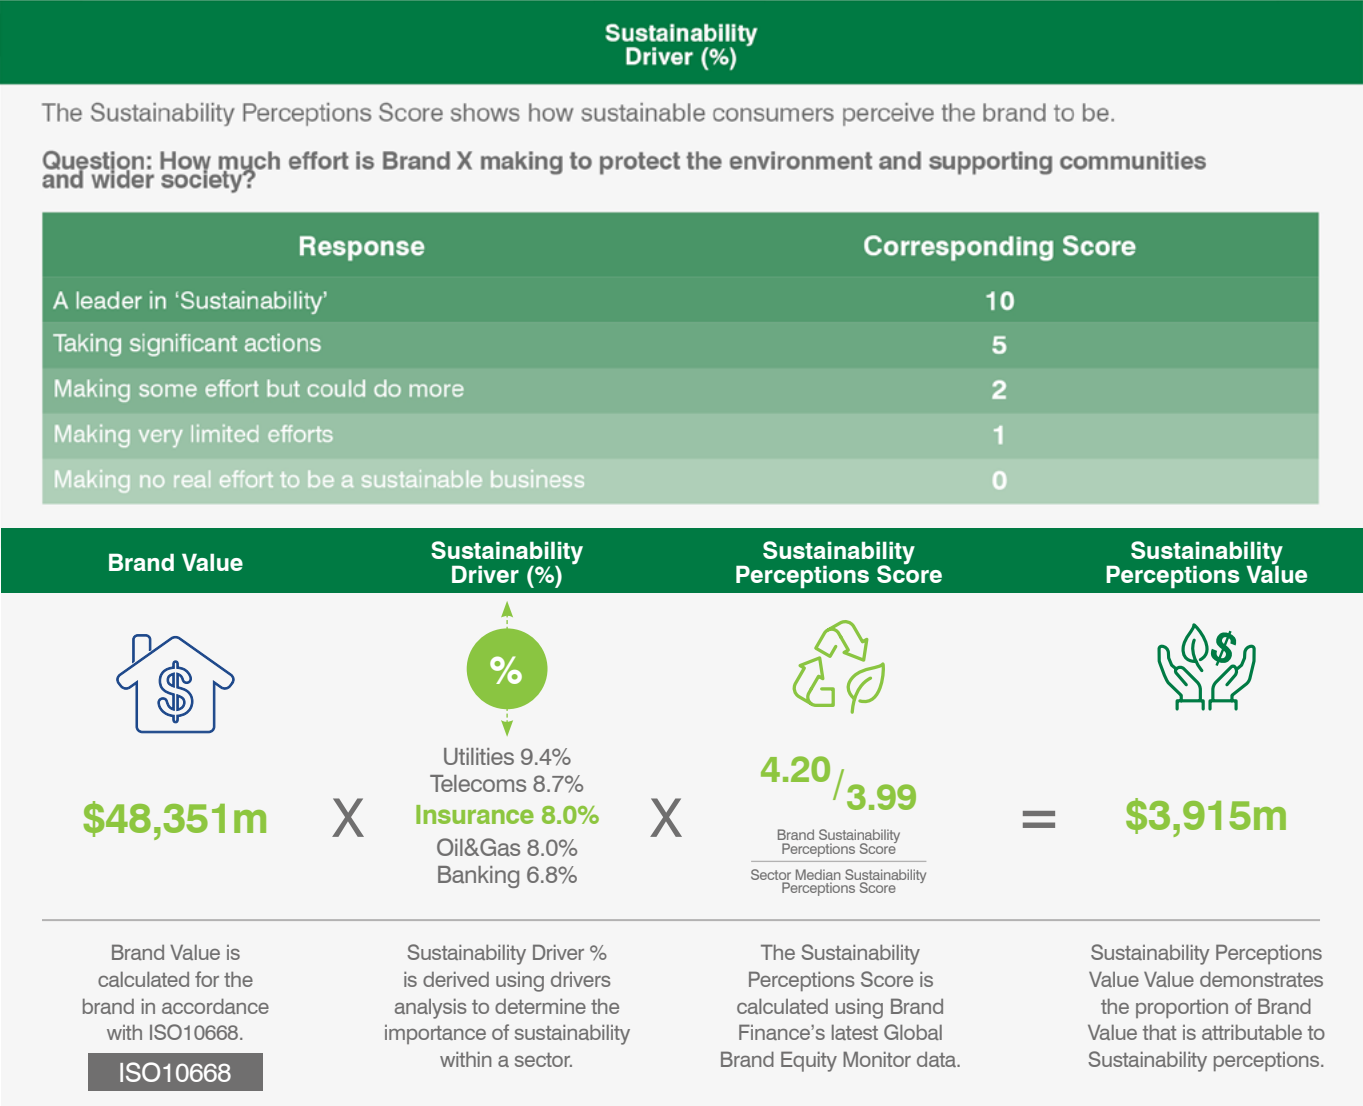 Sustainability
Driver (%)
The Sustainability Perceptions Score shows how sustainable consumers perceive the brand to be.
Question: How much effort is Brand X making to protect the environment and supporting communities
and wider society?
Response
Corresponding Score
A leader in ‘Sustainability’
10
Taking significant actions
5
Making some effort but could do more
2
Making very limited efforts
1
Making no real effort to be a sustainable business
0
Brand Value
Sustainability
Driver (%)
Sustainability
Perceptions Score
Sustainability
Perceptions Value
$
%
$
Utilities 9.4%
Telecoms 8.7%
Insurance 8.0%
Oil&Gas 8.0%
Banking 6.8%
$48,351m
X
X
4.20/3.99
Brand Sustainability
Perceptions Score
Sector Median Sustainability
Perceptions Score
=
$3,915m
Brand Value is
calculated for the
brand in accordance
with ISO10668.
ISO10668
Sustainability Driver %
is derived using drivers
analysis to determine the
importance of sustainability
within a sector.
The Sustainability
Perceptions Score is
calculated using Brand
Finance’s latest Global
Brand Equity Monitor data.
Sustainability Perceptions
Value Value demonstrates
the proportion of Brand
Value that is attributable to
Sustainability perceptions.